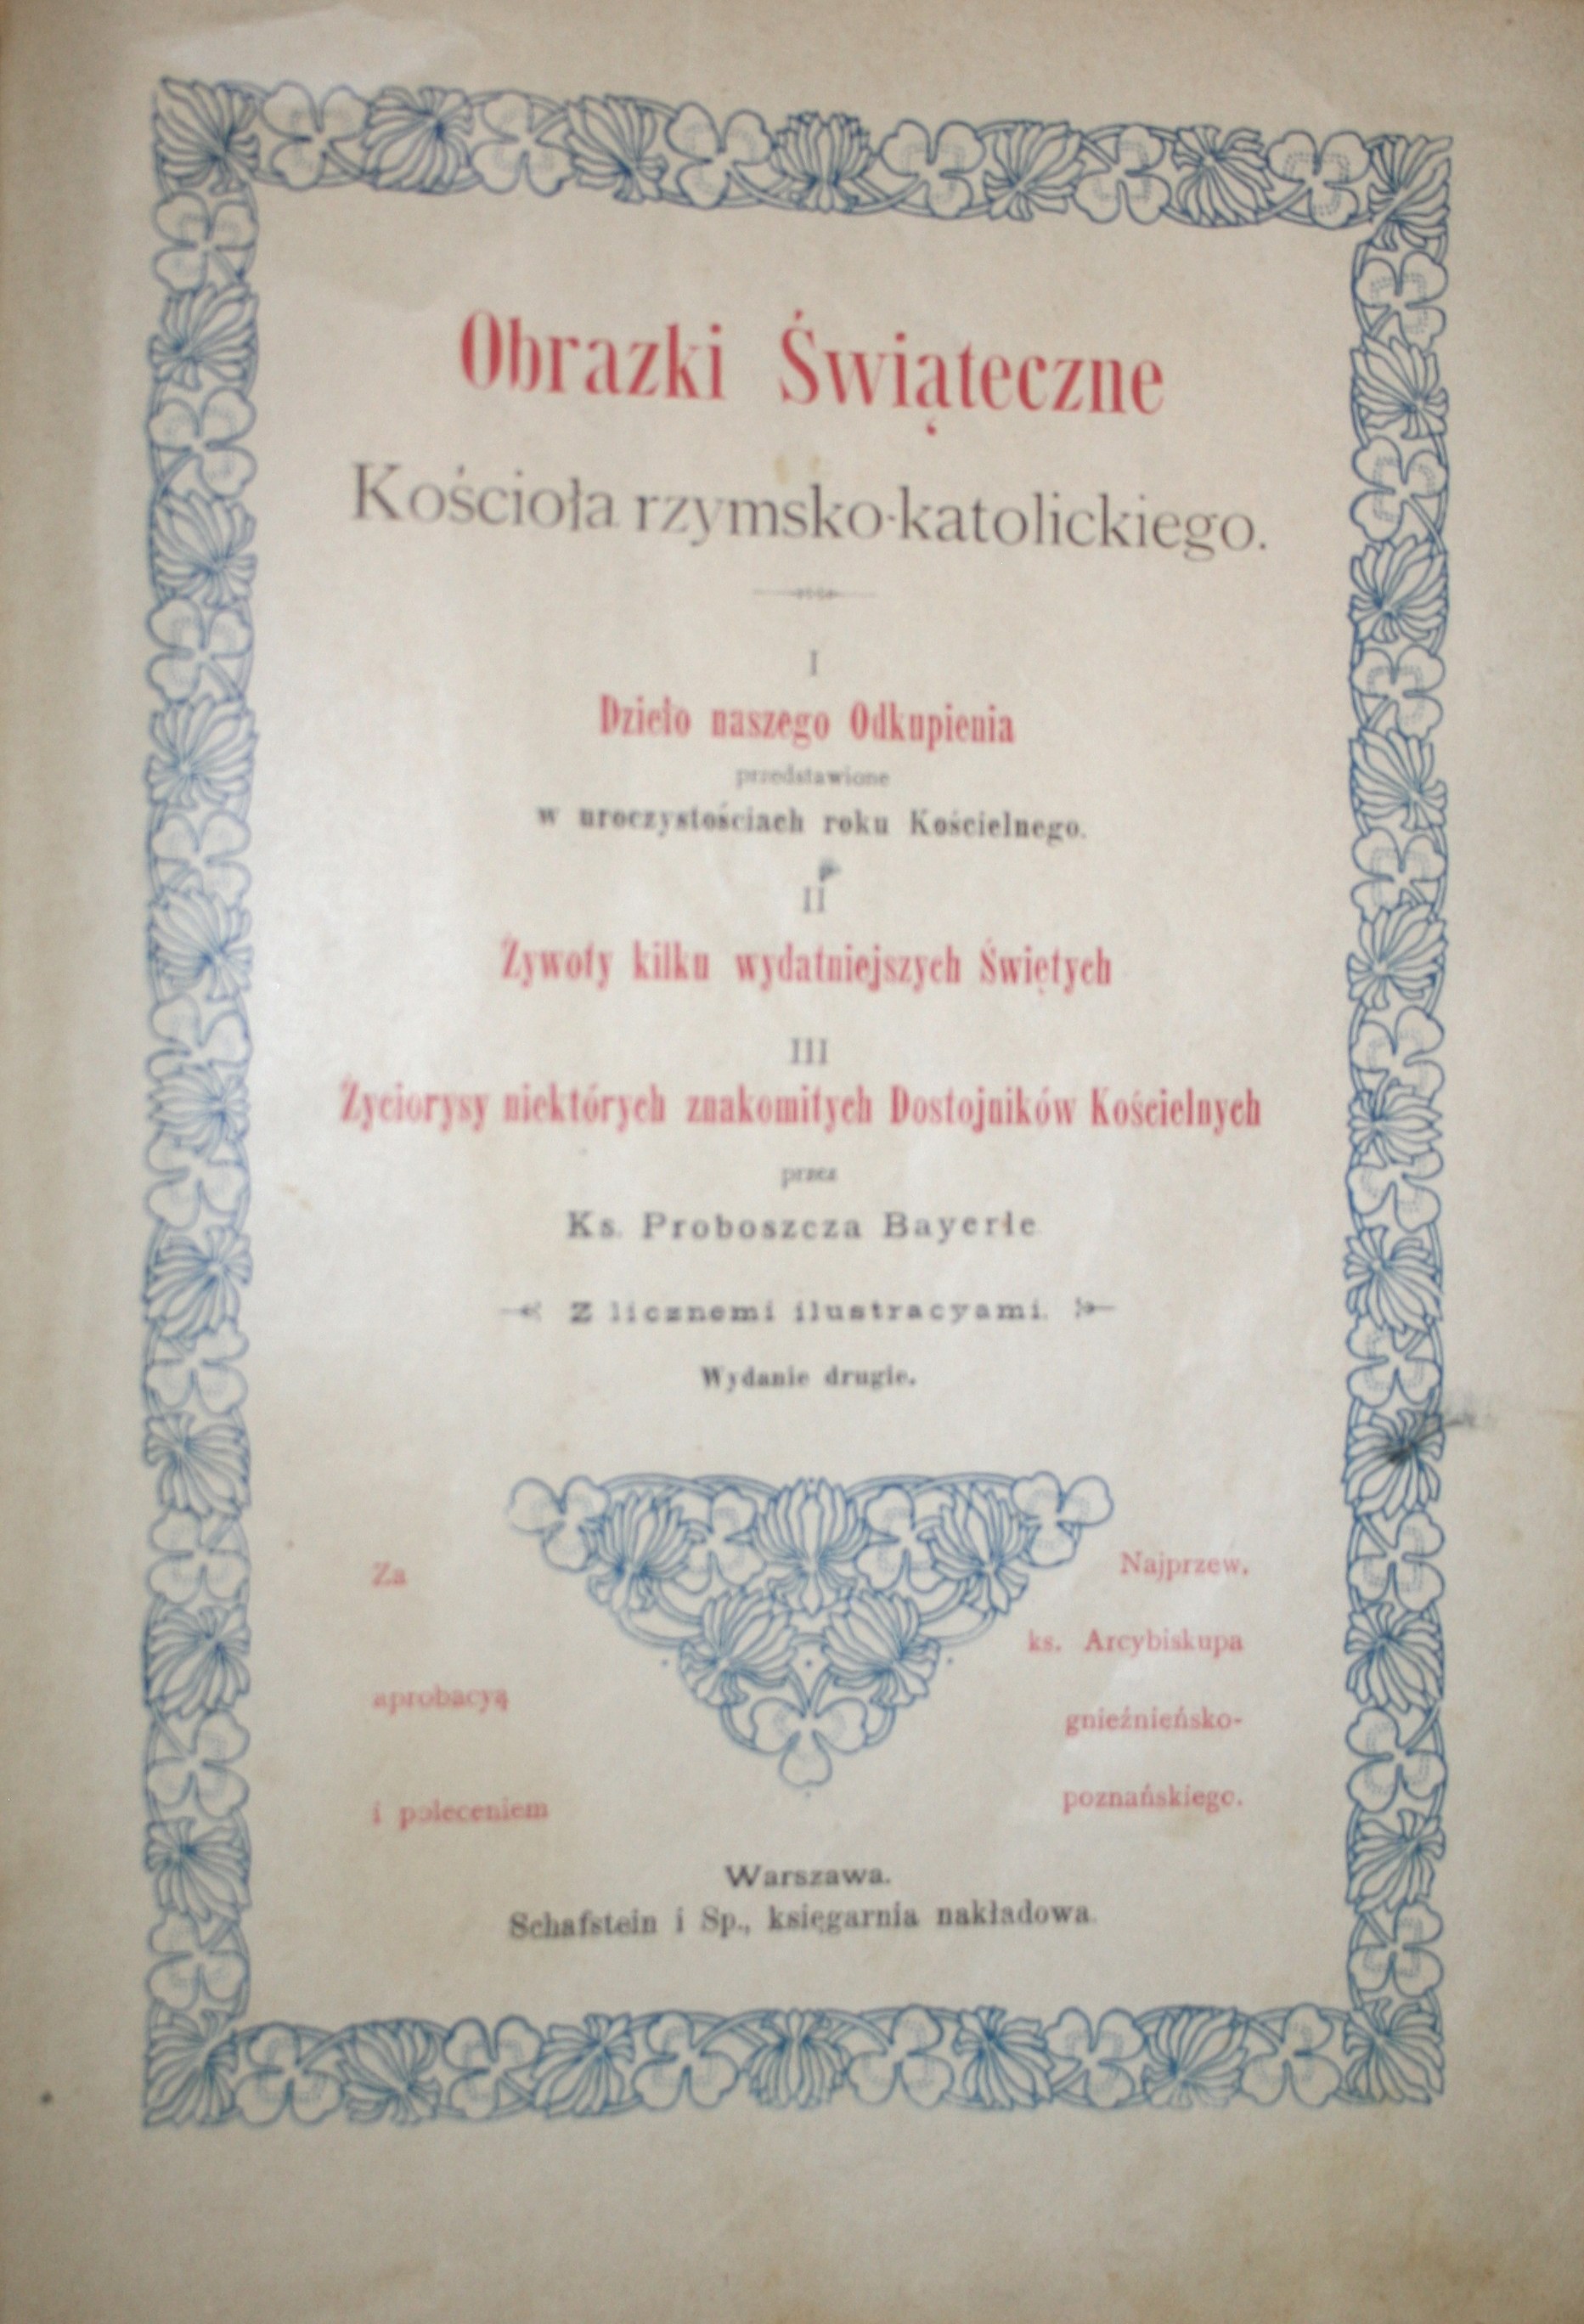 Obrazki Świąteczne
Kościoła rzymsko-katolickiego.
I
Dzieło naszego Odkupienia
przedstawione
w uroczystościach roku Kościelnego.
II
Żywoty kilku wydatniejszych Świętych
III
Życiorysy niektórych znakomitych Dostojników Kościelnych
przez
Ks. Proboszcza Bayerle
Z licznemi ilustracyami.
Wydanie drugie.
Za
aprobacyą
i poleceniem
Najprzew.
ks. Arcybiskupa
gnieźnieńsko-
poznańskiego.
Warszawa.
Schafstein i Sp., księgarnia nakładowa.